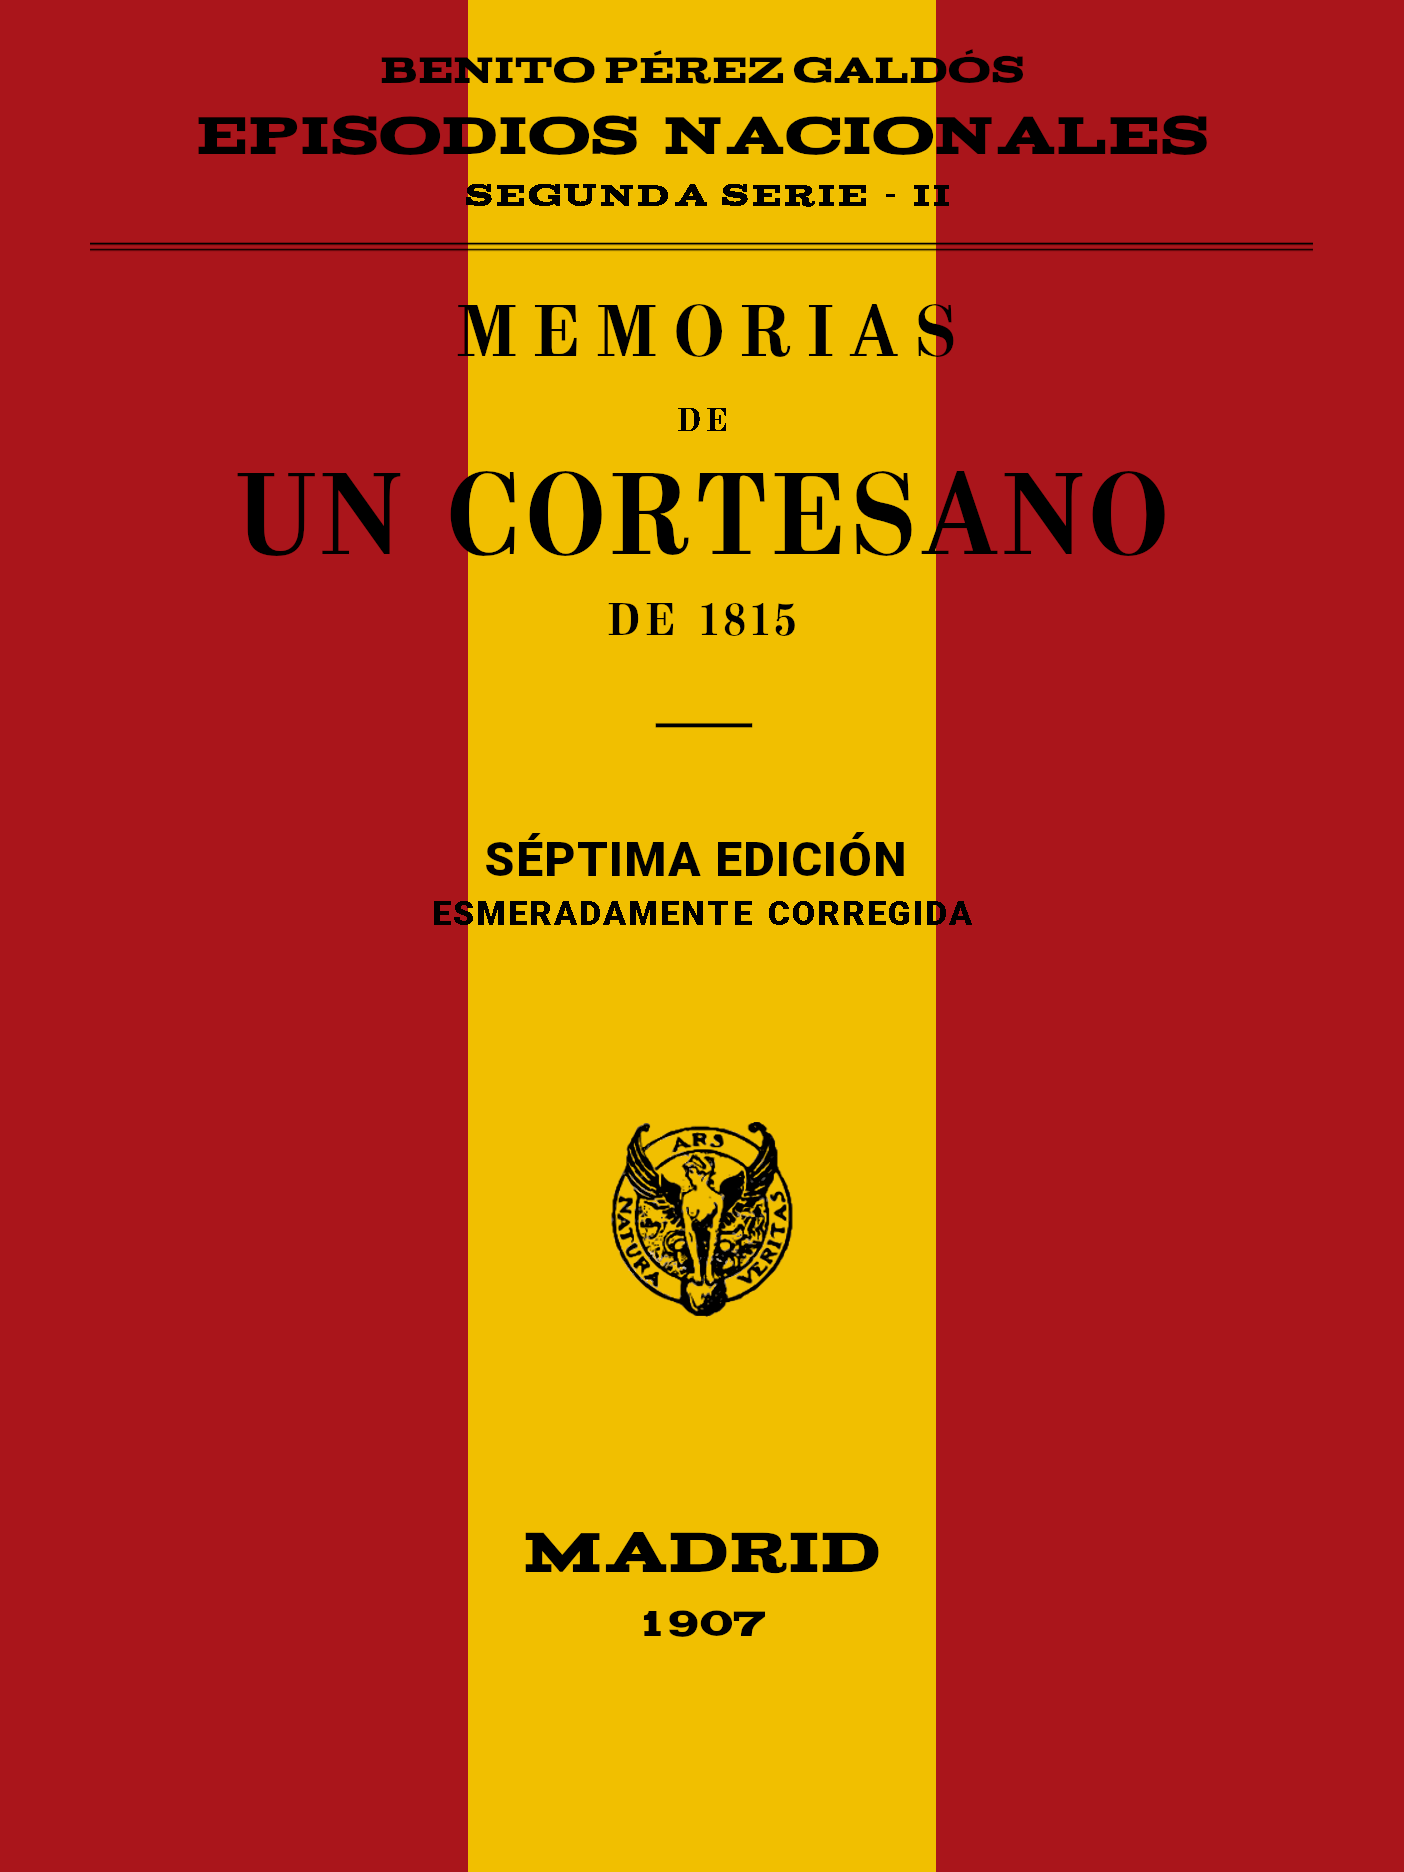 BENITO PÉREZ GALDÓS
EPISODIOS NACIONALES
SEGUNDA SERIE - II
MEMORIAS
DE
UN CORTESANO
DE 1815
SÉPTIMA EDICIÓN
ESMERADAMENTE CORREGIDA
ARS
NATURA
VERITAS
MADRID
1907